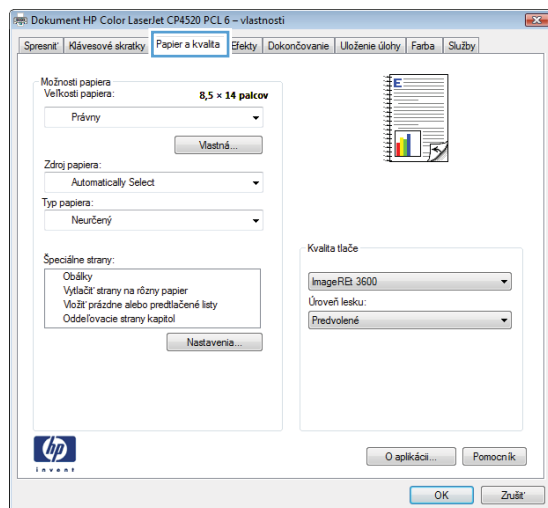 Dokument HP Color LaserJet CP4520 PCL 6 – vlastnosti
Spresniť Klávesové skratky Papier a kvalita Efekty Dokončovanie Uloženie úlohy Farba Služby
Možnosti papiera
Veľkosti papiera: 8,5 × 14 palcov
Právny
Vlastná...
Zdroj papiera:
Automatically Select
Typ papiera:
Neurčený
Špeciálne strany:
Obálky
Vytlačiť strany na rôzny papier
Vložiť prázdne alebo predtlačené listy
Oddeľovacie strany kapitol
Nastavenia...
E
Kvalita tlače
ImageREt 3600
Úroveň lesku:
Predvolené
hp
invent
O aplikácii... Pomocník
OK Zrušiť